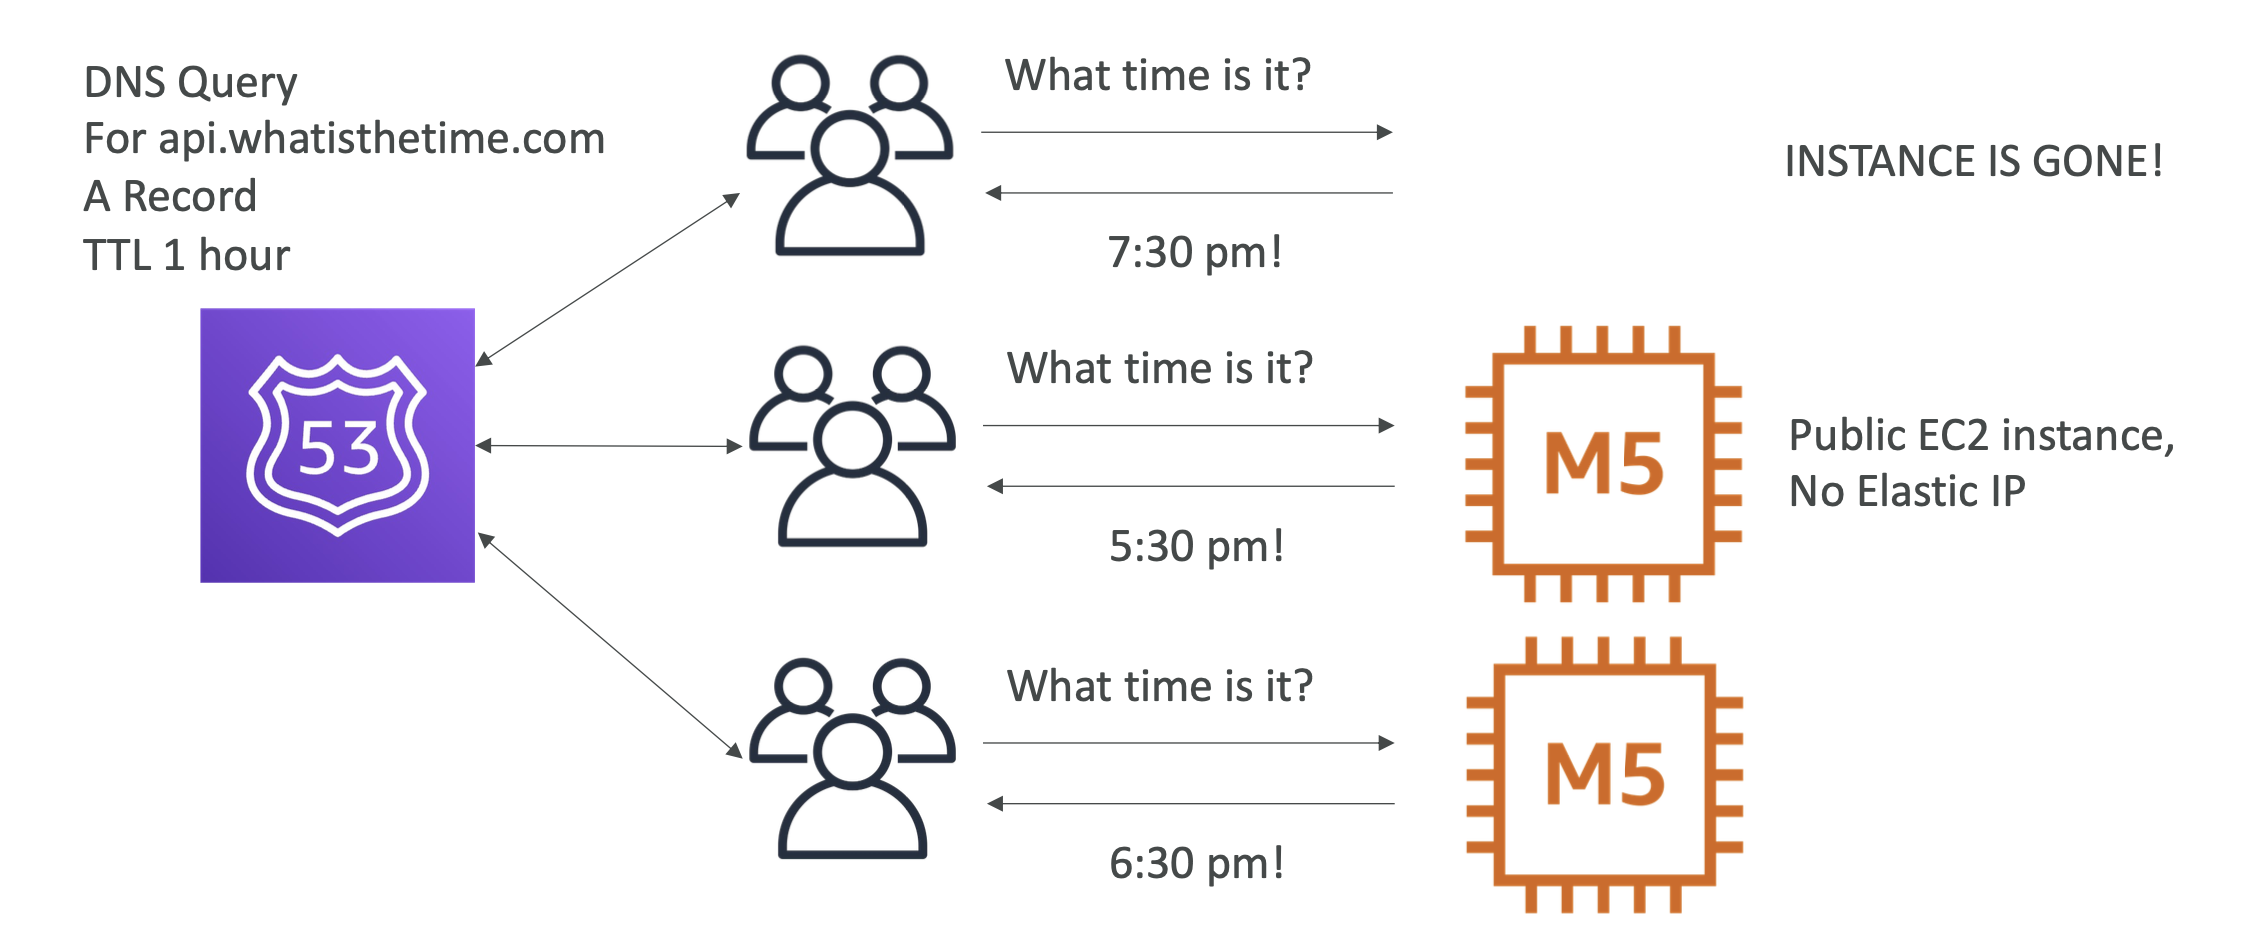 DNS Query
For api.whatisthetime.com
A Record
TTL 1 hour
53
What time is it?
7:30 pm!
INSTANCE IS GONE!
What time is it?
5:30 pm!
M5
Public EC2 instance,
No Elastic IP
What time is it?
6:30 pm!
M5